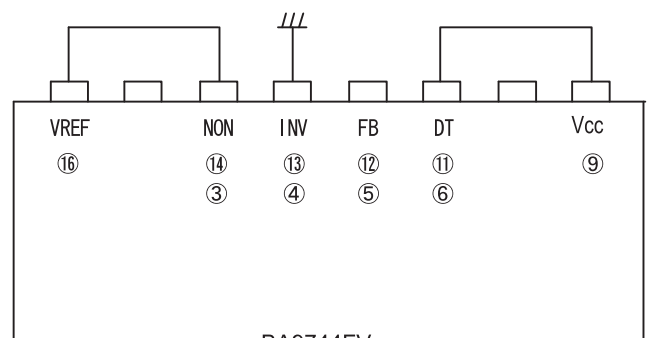 VREF NON INV FB DT Vcc
⑯ ⑭ ⑬ ⑫ ⑪ ⑨
③ ④ ⑤ ⑥